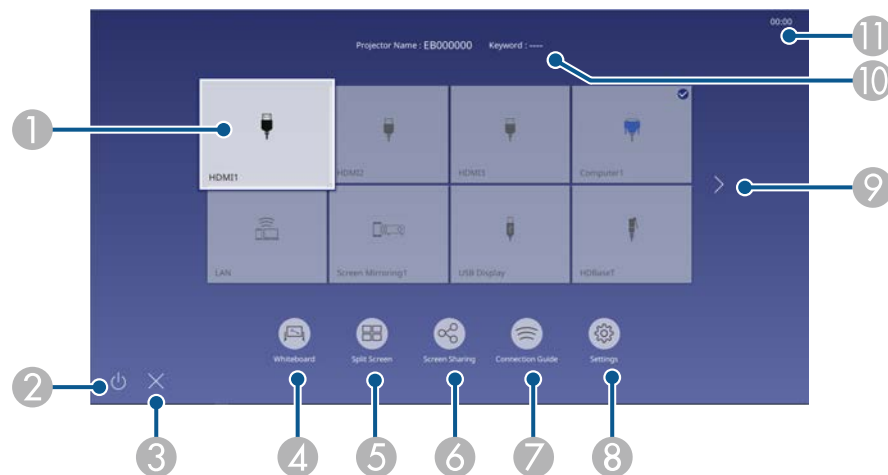 00:00
11
Projector Name : EB000000 Keyword : ----
10
1
HDMI1
HDMI2
HDMI3
Computer1
9
LAN
Screen Mirroring1
USB Display
HDBaseT
Whiteboard
Split Screen
Screen Sharing
Connection Guide
Settings
2
3
4
5
6
7
8